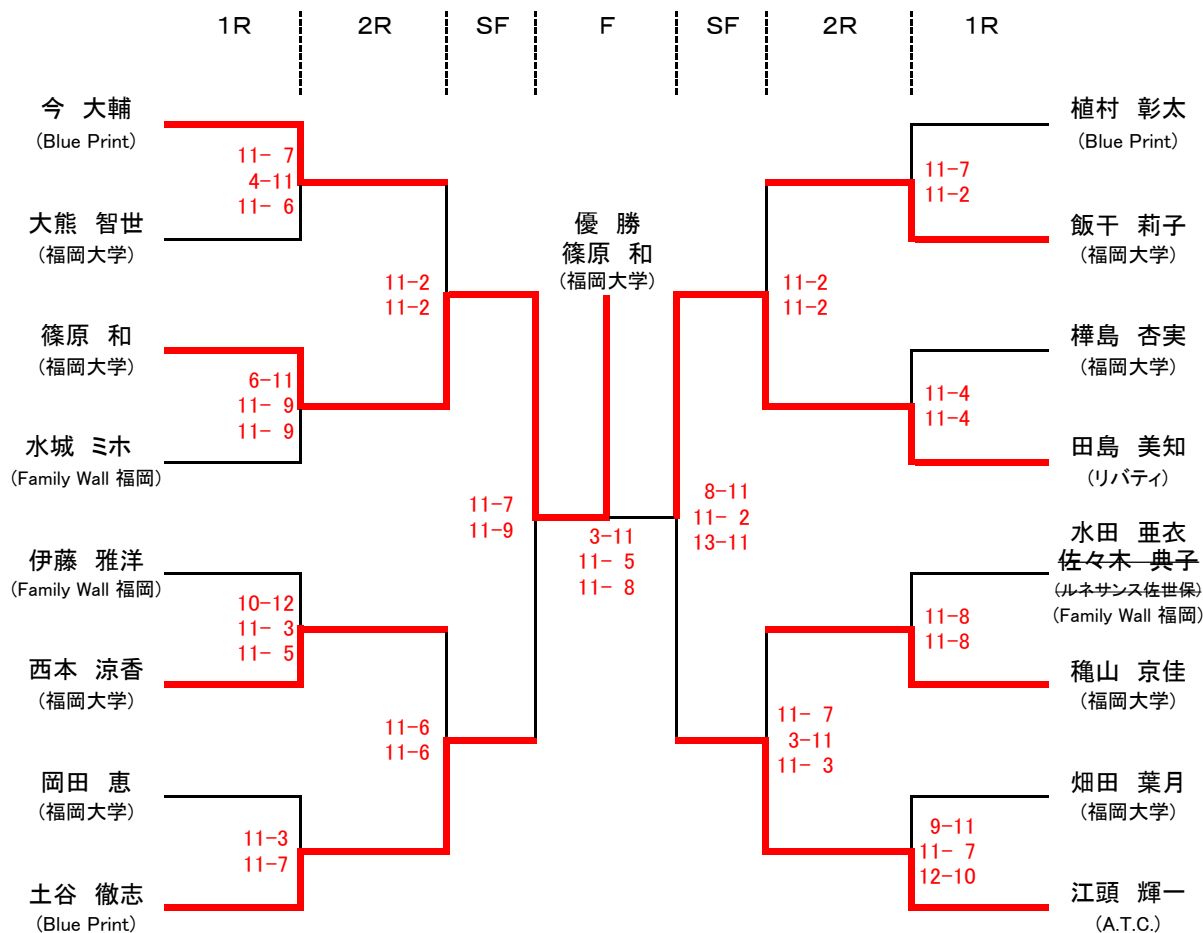 1R 2R SF F SF 2R 1R
今 大輔
(Blue Print)
11- 7
4-11
11- 6
大熊 智世
(福岡大学)
11-2
11-2
篠原 和
(福岡大学)
6-11
11- 9
11- 9
水城 ミホ
(Family Wall 福岡)
11-7
11-9
伊藤 雅洋
(Family Wall 福岡)
10-12
11- 3
11- 5
西本 涼香
(福岡大学)
11-6
11-6
岡田 恵
(福岡大学)
11-3
11-7
土谷 徹志
(Blue Print)
優 勝
篠原 和
(福岡大学)
3-11
11- 5
11- 8
植村 彰太
(Blue Print)
11-7
11-2
飯干 莉子
(福岡大学)
11-2
11-2
樺島 杏実
(福岡大学)
11-4
11-4
田島 美知
(リバティ)
8-11
11- 2
13-11
水田 亜衣
佐々木 典子
(ルネサンス佐世保)
(Family Wall 福岡)
11-8
11-8
穐山 京佳
(福岡大学)
11- 7
3-11
11- 3
畑田 葉月
(福岡大学)
9-11
11- 7
12-10
江頭 輝一
(A.T.C.)